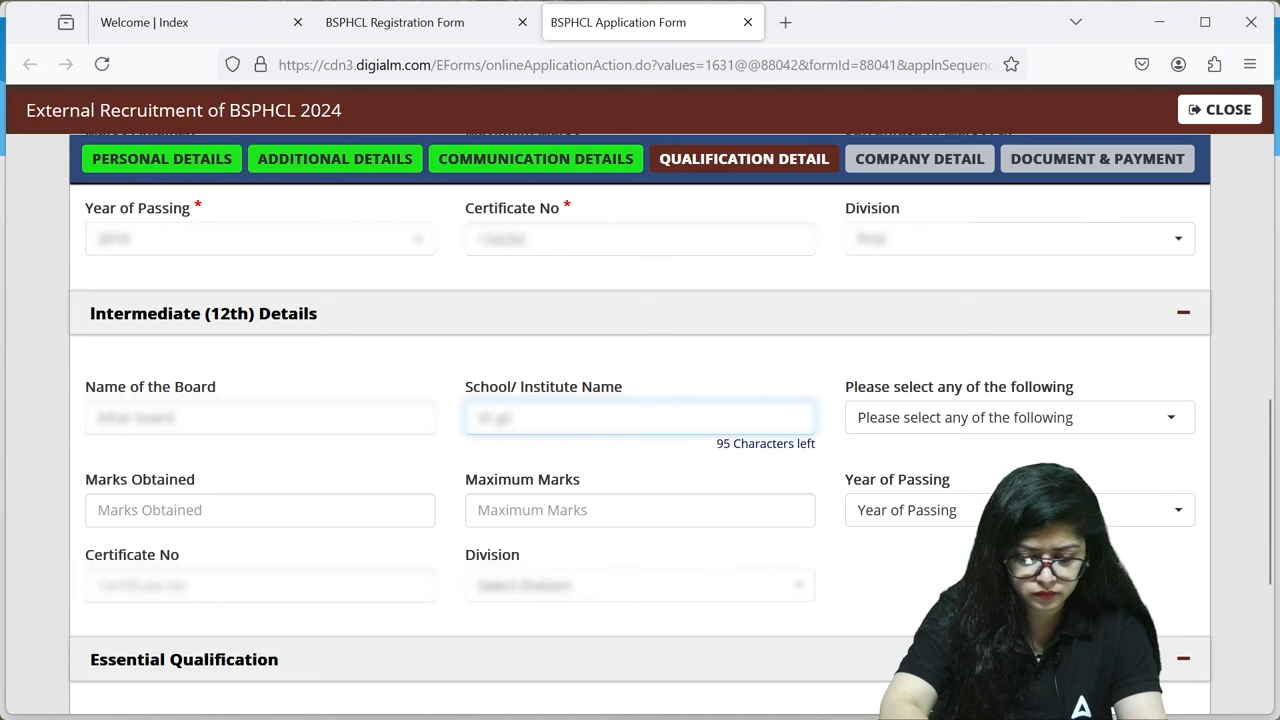 Welcome | Index
BSPHCL Registration Form
BSPHCL Application Form
https://cdn3.digialm.com/EForms/onlineApplicationAction.do?values=1631@@88042&formId=88041&applnSequenc
External Recruitment of BSPHCL 2024
CLOSE
PERSONAL DETAILS
ADDITIONAL DETAILS
COMMUNICATION DETAILS
QUALIFICATION DETAIL
COMPANY DETAIL
DOCUMENT & PAYMENT
Year of Passing *
Certificate No *
Division
Intermediate (12th) Details
Name of the Board
School/ Institute Name
Please select any of the following
Please select any of the following
95 Characters left
Marks Obtained
Maximum Marks
Year of Passing
Marks Obtained
Maximum Marks
Year of Passing
Certificate No
Division
Certificate No
Select Division
Essential Qualification